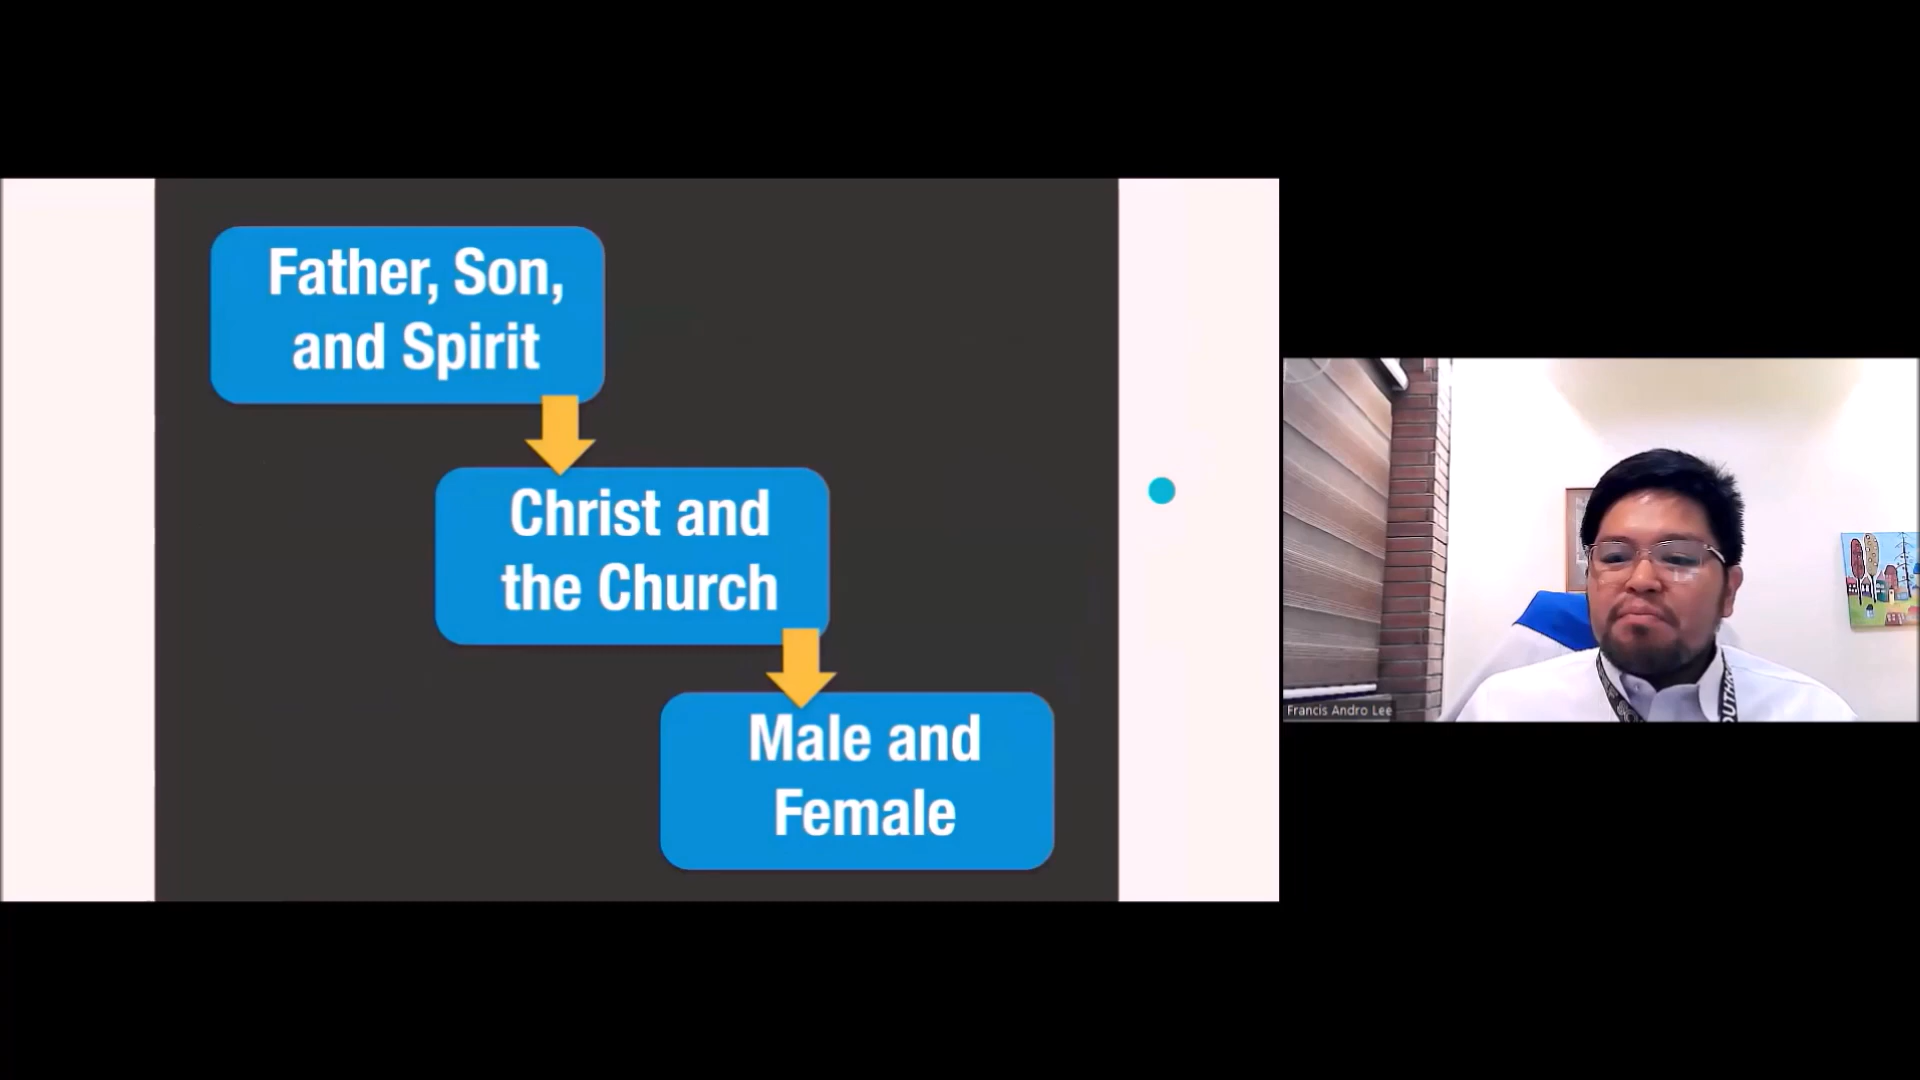 Father, Son,
and Spirit
Christ and
the Church
Male and
Female
Francis Andro Lee